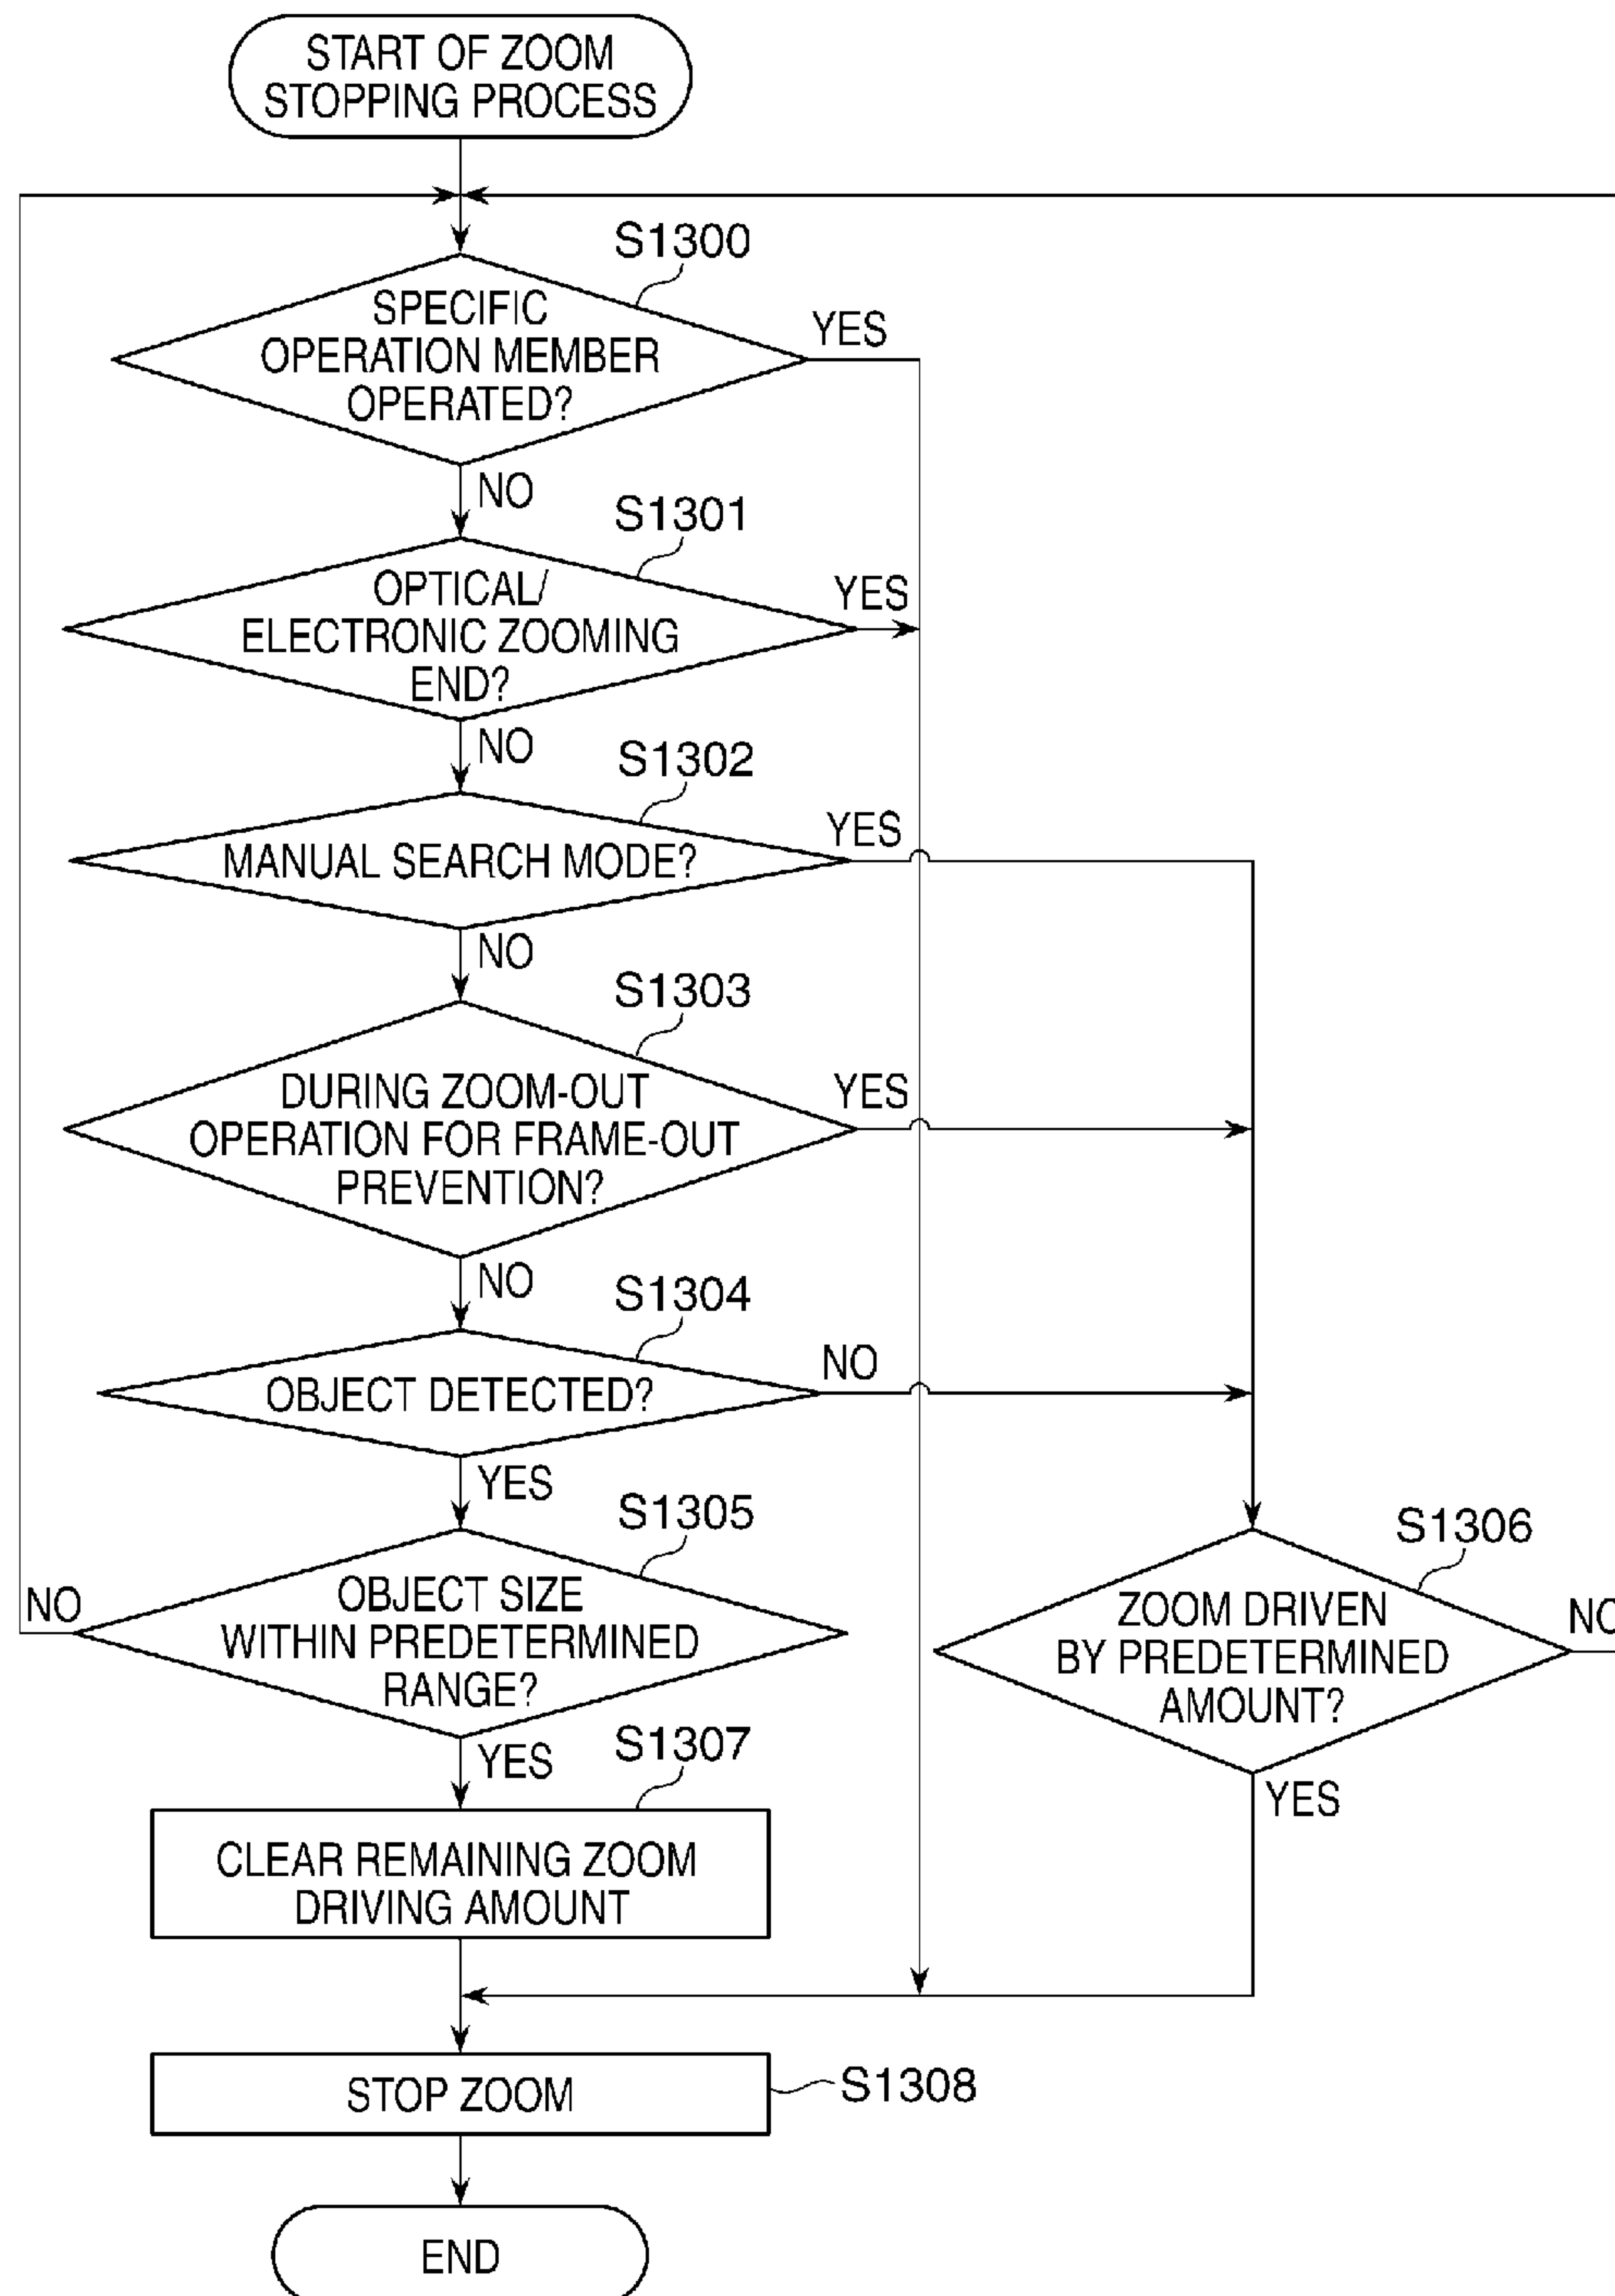 START OF ZOOM
STOPPING PROCESS
S1300
SPECIFIC
OPERATION MEMBER
OPERATED?
YES
NO
S1301
OPTICAL/
ELECTRONIC ZOOMING
END?
YES
NO
S1302
MANUAL SEARCH MODE?
YES
NO
S1303
DURING ZOOM-OUT
OPERATION FOR FRAME-OUT
PREVENTION?
YES
NO
S1304
OBJECT DETECTED?
NO
YES
S1305
OBJECT SIZE
WITHIN PREDETERMINED
RANGE?
NO
YES
S1306
ZOOM DRIVEN
BY PREDETERMINED
AMOUNT?
NO
YES
S1307
CLEAR REMAINING ZOOM
DRIVING AMOUNT
STOP ZOOM
S1308
END